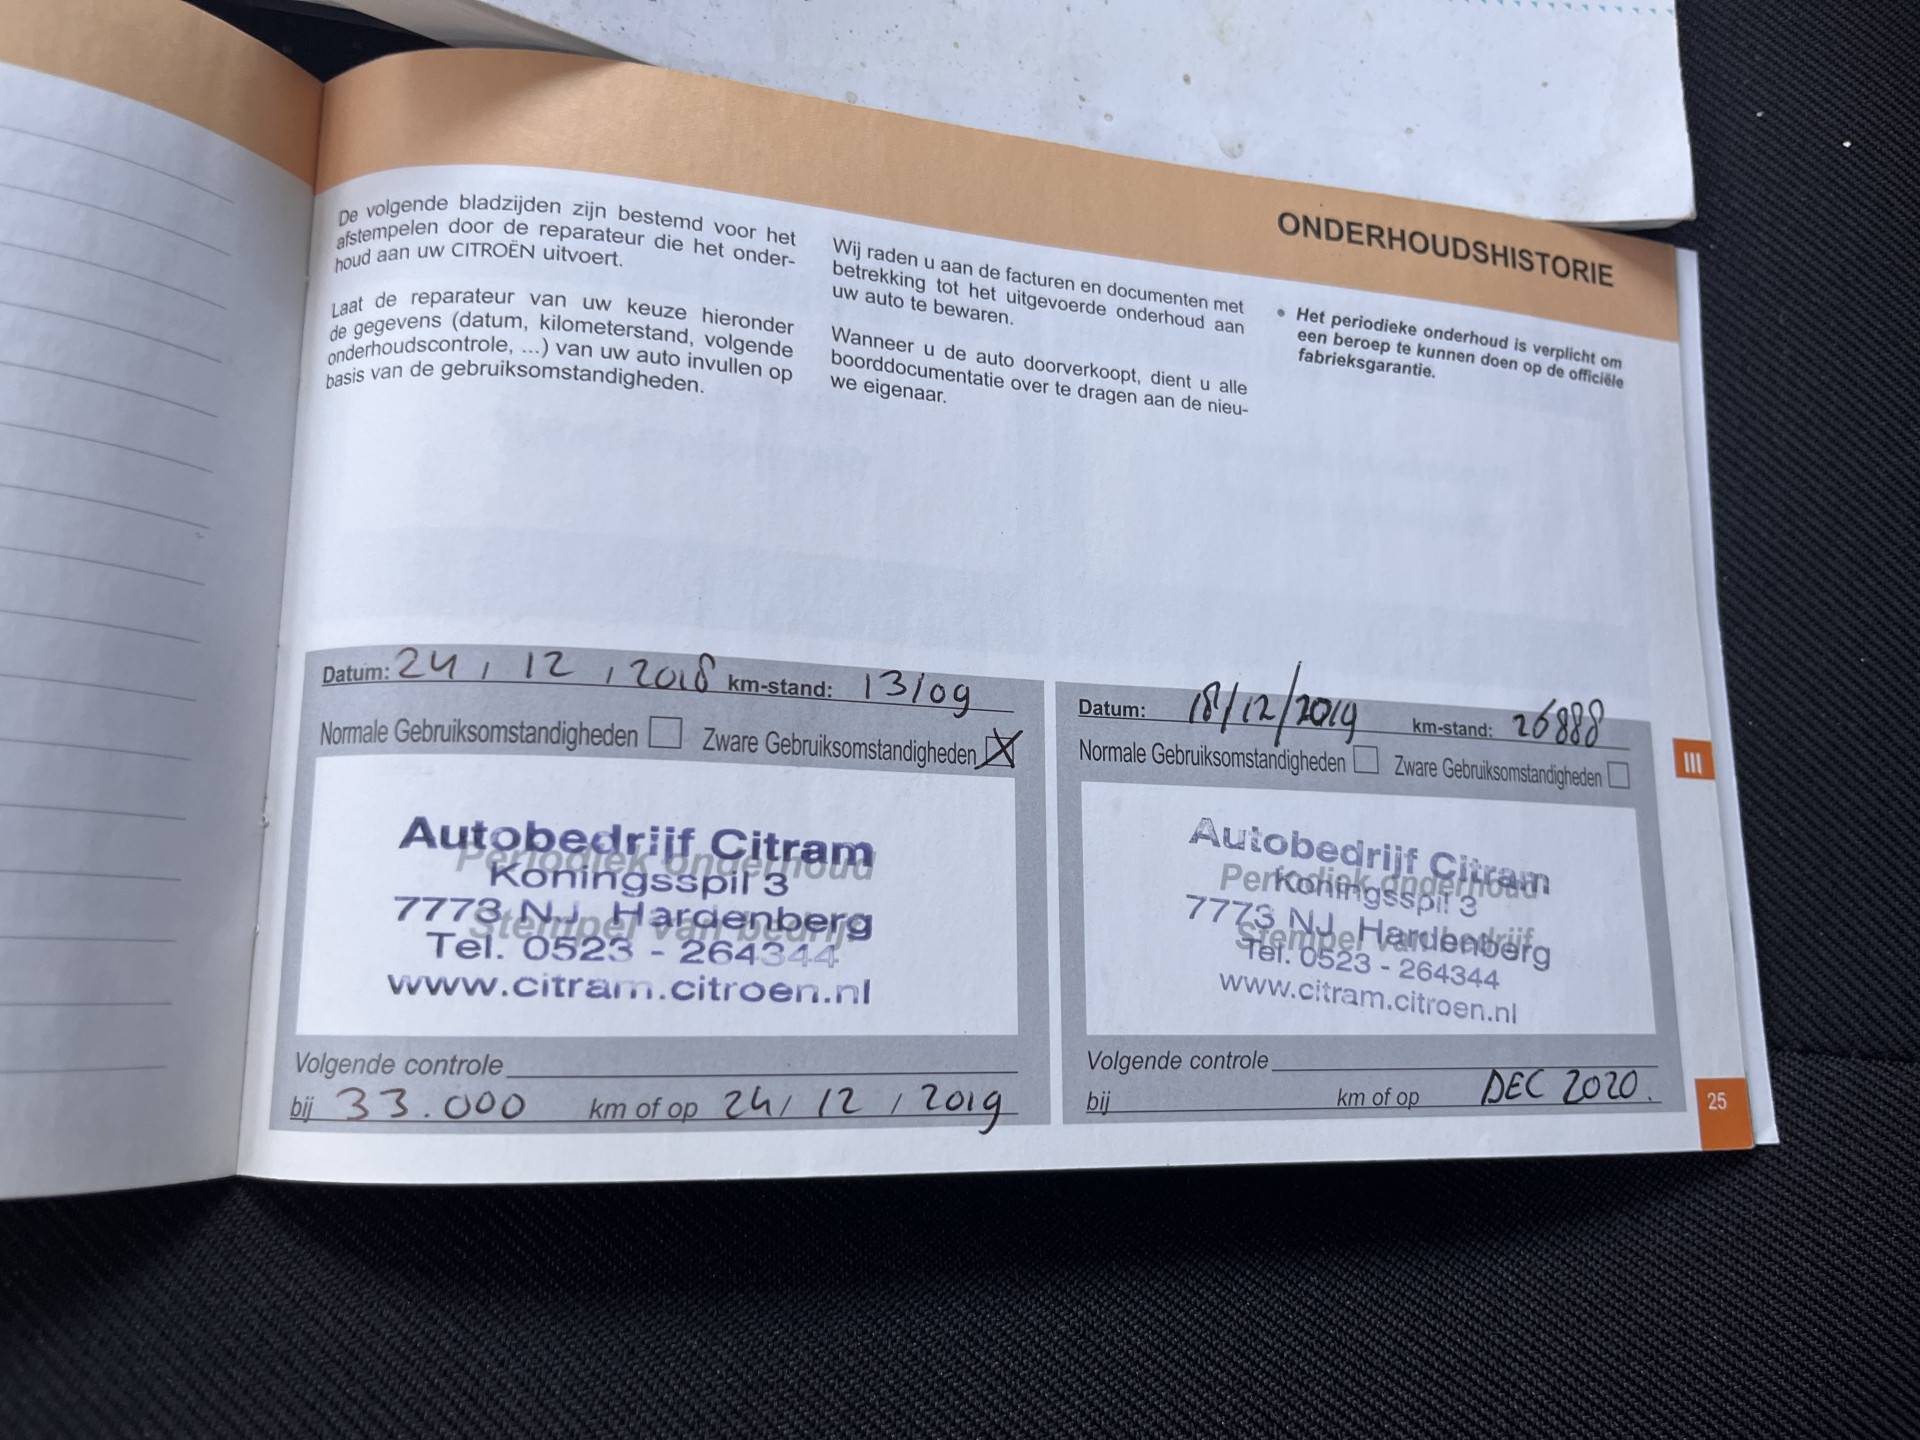 ONDERHOUDSHISTORIE
De volgende bladzijden zijn bestemd voor het
afstempelen door de reparateur die het onder-
houd aan uw CITROËN uitvoert.
Laat de reparateur van uw keuze hieronder
de gegevens (datum, kilometerstand, volgende
onderhoudscontrole, ...) van uw auto invullen op
basis van de gebruiksomstandigheden.
Wij raden u aan de facturen en documenten met
betrekking tot het uitgevoerde onderhoud aan
uw auto te bewaren.
Wanneer u de auto doorverkoopt, dient u alle
boorddocumentatie over te dragen aan de nieu-
we eigenaar.
• Het periodieke onderhoud is verplicht om
een beroep te kunnen doen op de officiële
fabrieksgarantie.
Datum: 24 / 12 / 2018 km-stand: 13109
Normale Gebruiksomstandigheden Zware Gebruiksomstandigheden X
Periodiek onderhoud
Stempel van bedrijf
Autobedrijf Citram
Koningsspil 3
7773 NJ Hardenberg
Tel. 0523 - 264344
www.citram.citroen.nl
Volgende controle
bij 33.000 km of op 24/ 12 / 2019
Datum: 18/12/2019 km-stand: 26888
Normale Gebruiksomstandigheden Zware Gebruiksomstandigheden
Periodiek onderhoud
Stempel van bedrijf
Autobedrijf Citram
Koningsspil 3
7773 NJ Hardenberg
Tel. 0523 - 264344
www.citram.citroen.nl
Volgende controle
bij km of op DEC 2020.
III
25